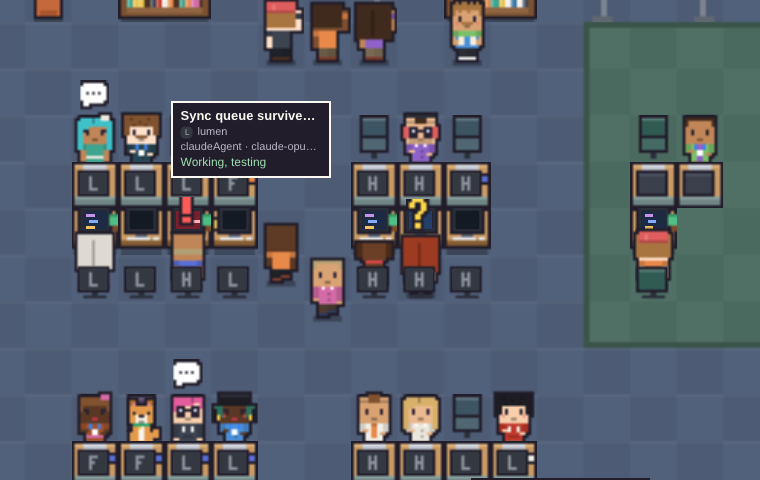 ...
Sync queue survive…
L lumen
claudeAgent · claude-opu…
Working, testing
L L L F
H H H
!
?
L L H L
H H H
...
F F L L
H H L L